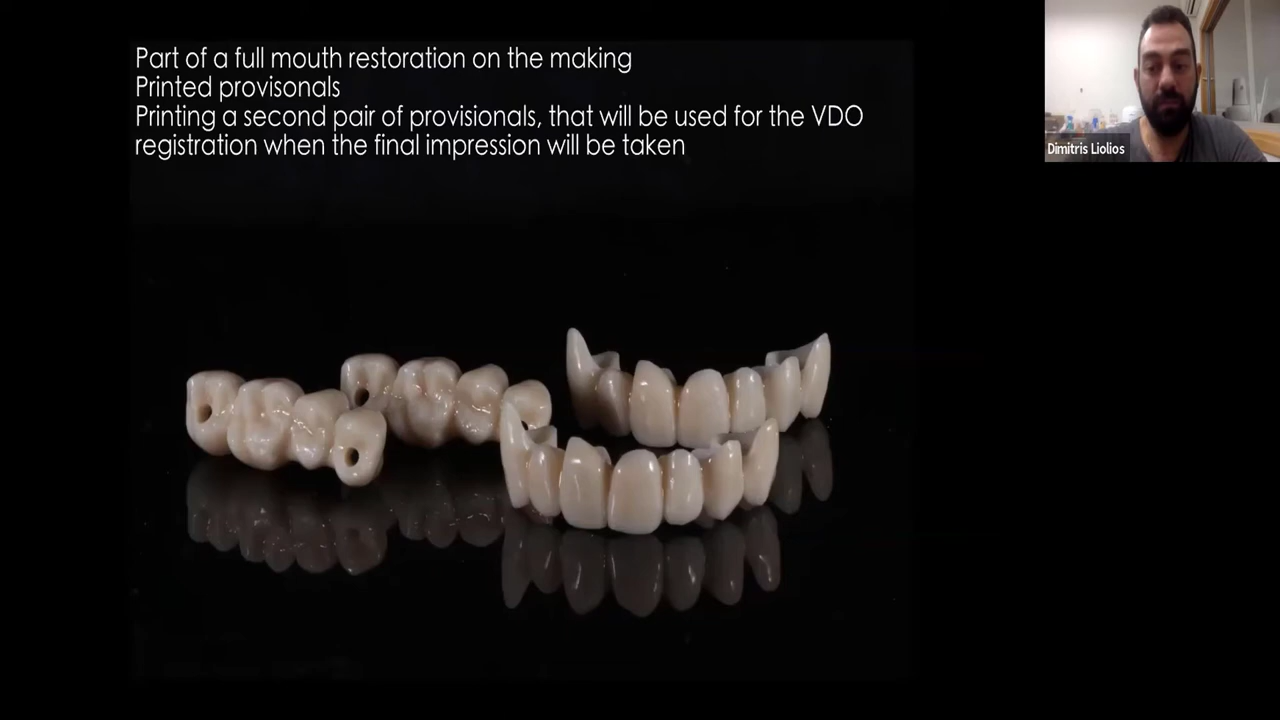 Part of a full mouth restoration on the making
Printed provisonals
Printing a second pair of provisionals, that will be used for the VDO
registration when the final impression will be taken
Dimitris Liolios